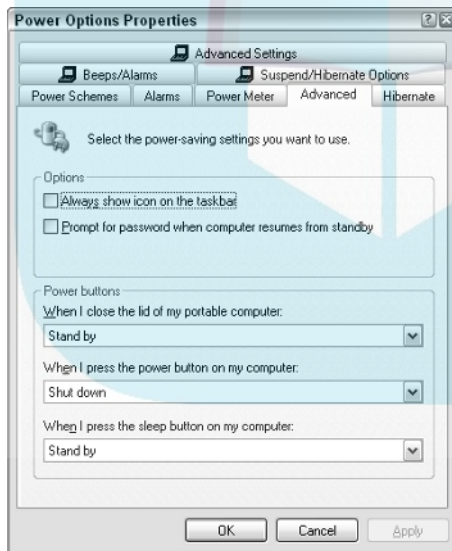 Power Options Properties
Advanced Settings
Beeps/Alarms Suspend/Hibernate Options
Power Schemes Alarms Power Meter Advanced Hibernate
Select the power-saving settings you want to use.
Options
Always show icon on the taskbar
Prompt for password when computer resumes from standby
Power buttons
When I close the lid of my portable computer:
Stand by
When I press the power button on my computer:
Shut down
When I press the sleep button on my computer:
Stand by
OK Cancel Apply